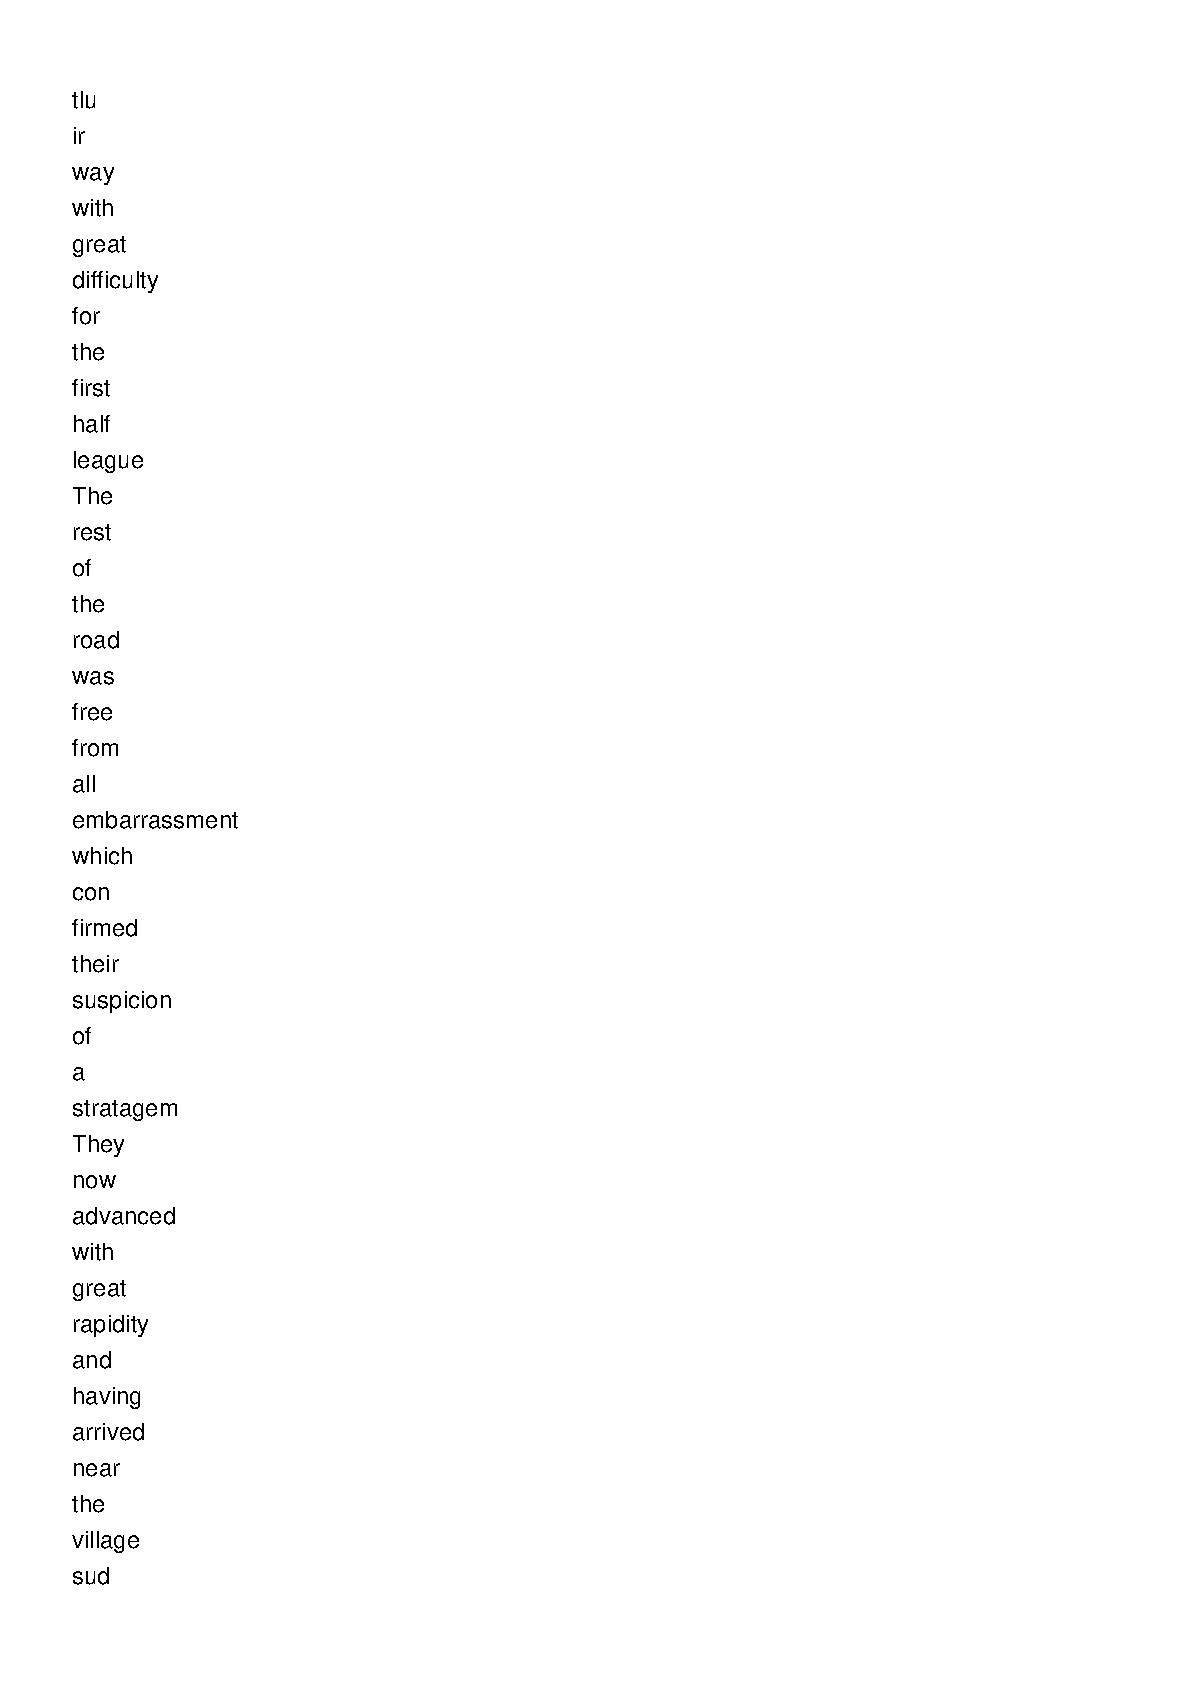 tlu
ir
way
with
great
difficulty
for
the
first
half
league
The
rest
of
the
road
was
free
from
all
embarrassment
which
con
firmed
their
suspicion
of
a
stratagem
They
now
advanced
with
great
rapidity
and
having
arrived
near
the
village
sud